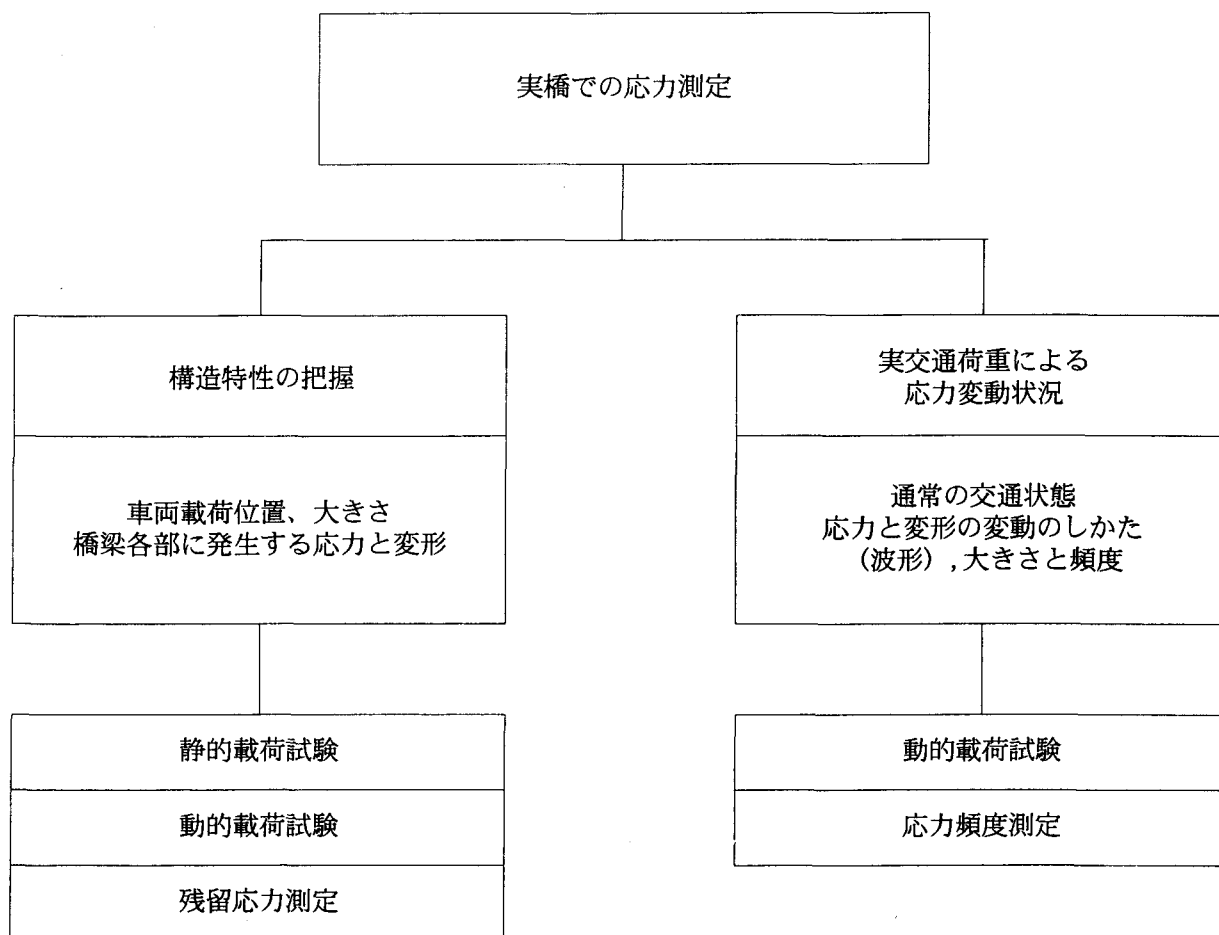 実橋での応力測定
構造特性の把握
車両載荷位置、大きさ
橋梁各部に発生する応力と変形
静的載荷試験
動的載荷試験
残留応力測定
実交通荷重による
応力変動状況
通常の交通状態
応力と変形の変動のしかた
（波形）,大きさと頻度
動的載荷試験
応力頻度測定